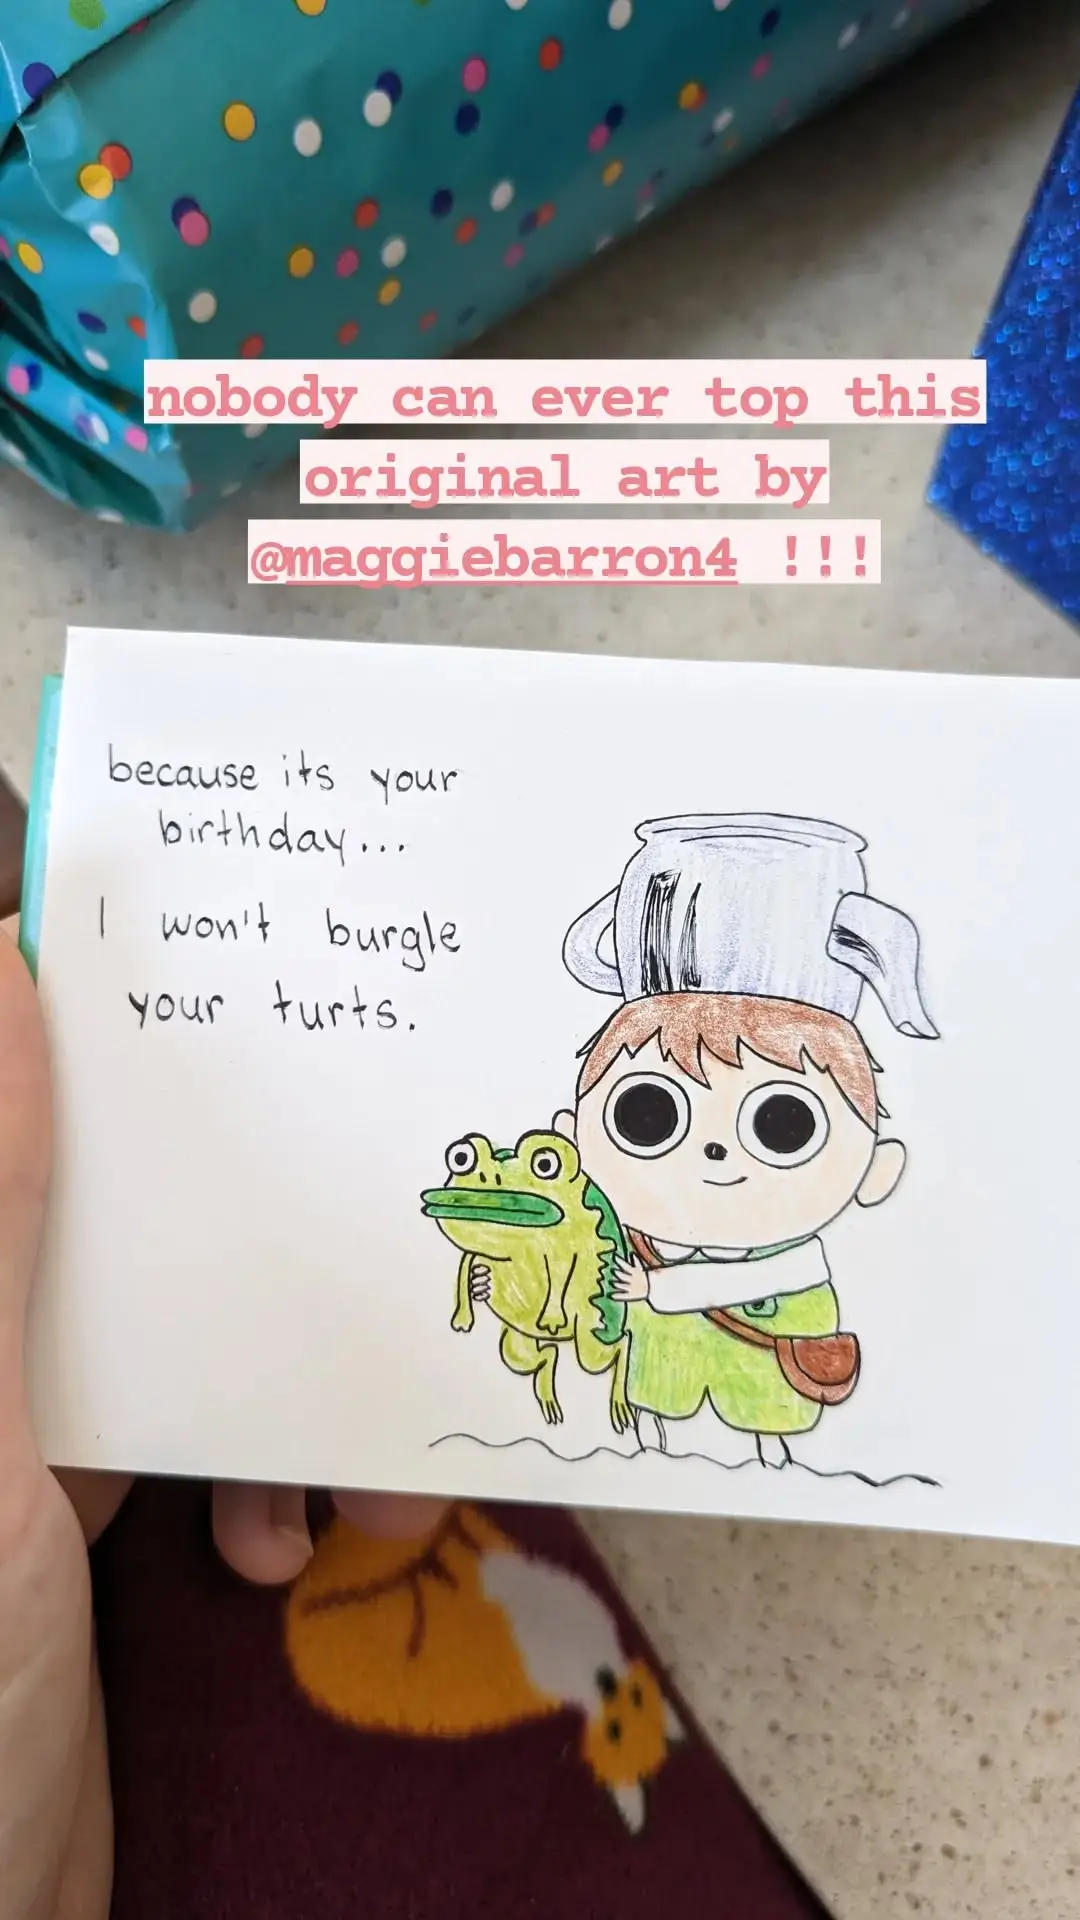 nobody can ever top this
original art by
@maggiebarron4 !!!
because its your
birthday...
I won't burgle
your turts.